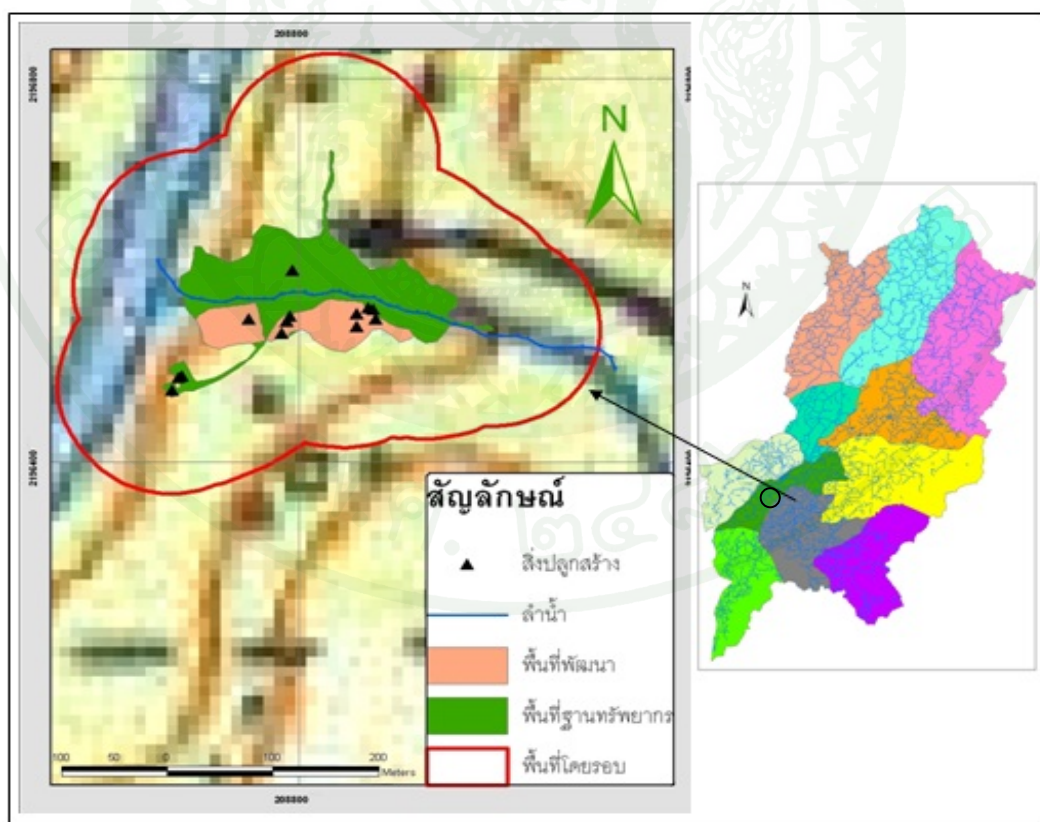 208800
2196800
N
N
2196400
สัญลักษณ์
สิ่งปลูกสร้าง
ลำน้ำ
พื้นที่พัฒนา
พื้นที่ฐานทรัพยากร
พื้นที่โดยรอบ
100 50 0 100 200
Meters
208800